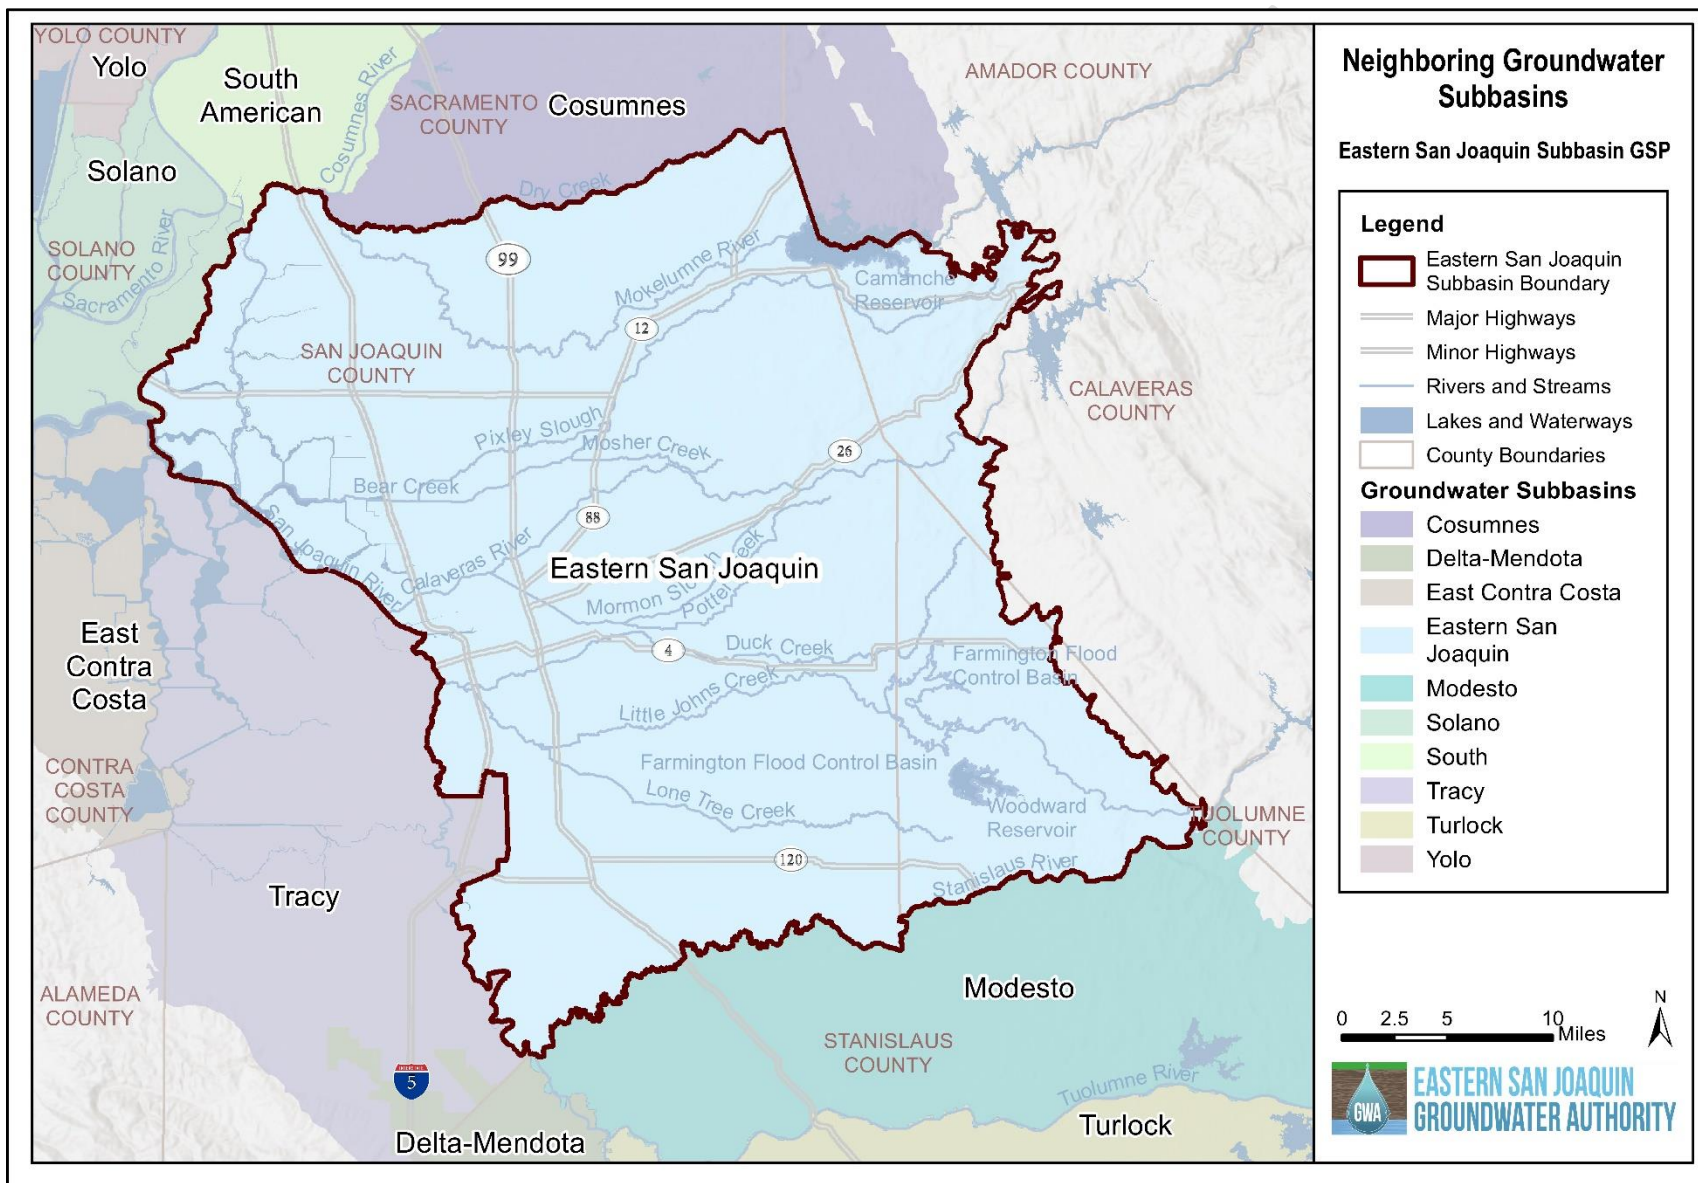 YOLO COUNTY
Yolo
South
American
Cosumnes River
SACRAMENTO
COUNTY
Cosumnes
AMADOR COUNTY
Solano
Dry Creek
SOLANO
COUNTY
Sacramento River
99
Mokelumne River
Camanche
Reservoir
12
SAN JOAQUIN
COUNTY
CALAVERAS
COUNTY
Pixley Slough
Mosher Creek
26
Bear Creek
88
San Joaquin River
Calaveras River
Eastern San Joaquin
Mormon Slough
Potter Creek
East
Contra
Costa
4
Duck Creek
Farmington Flood
Control Basin
Little Johns Creek
CONTRA
COSTA
COUNTY
Farmington Flood Control Basin
Lone Tree Creek
Woodward
Reservoir
TUOLUMNE
COUNTY
120
Stanislaus River
Tracy
ALAMEDA
COUNTY
Modesto
STANISLAUS
COUNTY
5
Tuolumne River
Delta-Mendota
Turlock
Neighboring Groundwater
Subbasins
Eastern San Joaquin Subbasin GSP
Legend
Eastern San Joaquin
Subbasin Boundary
Major Highways
Minor Highways
Rivers and Streams
Lakes and Waterways
County Boundaries
Groundwater Subbasins
Cosumnes
Delta-Mendota
East Contra Costa
Eastern San
Joaquin
Modesto
Solano
South
Tracy
Turlock
Yolo
N
0 2.5 5 10
Miles
GWA
EASTERN SAN JOAQUIN
GROUNDWATER AUTHORITY